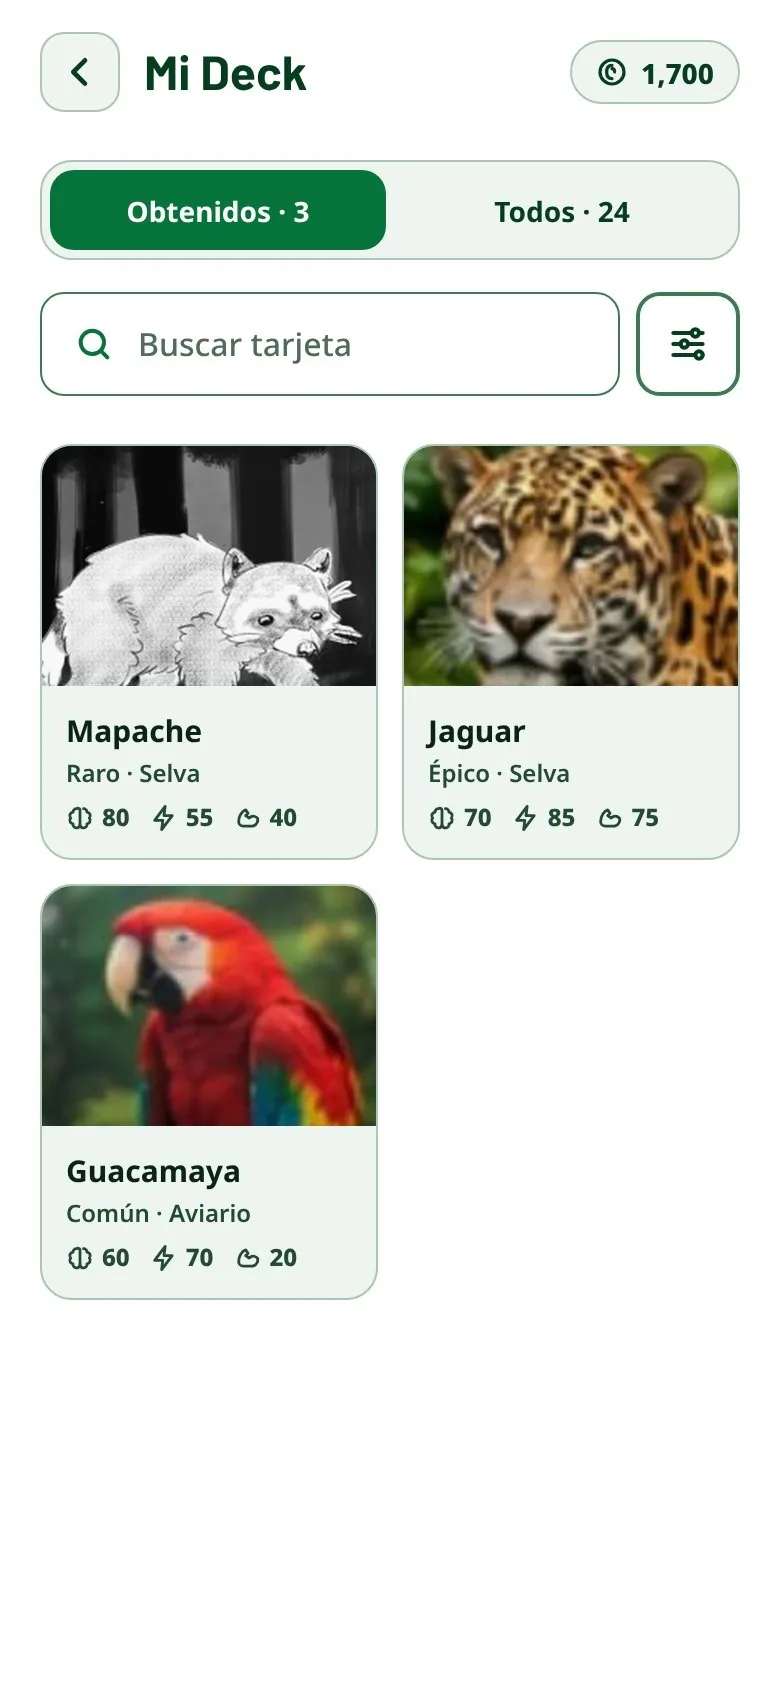 Mi Deck
1,700
Obtenidos · 3
Todos · 24
Buscar tarjeta
Mapache
Raro · Selva
80 55 40
Jaguar
Épico · Selva
70 85 75
Guacamaya
Común · Aviario
60 70 20